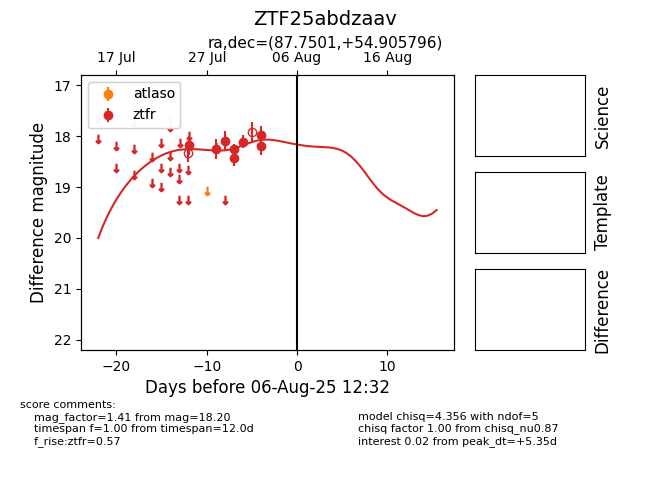 ZTF25abdzaav
ra,dec=(87.7501,+54.905796)
17 Jul 27 Jul 06 Aug 16 Aug
atlaso
ztfr
17
18
19
20
21
22
Difference magnitude
−20 −10 0 10
Days before 06-Aug-25 12:32
Science
Template
Difference
score comments:
mag_factor=1.41 from mag=18.20
timespan f=1.00 from timespan=12.0d
f_rise:ztfr=0.57
model chisq=4.356 with ndof=5
chisq factor 1.00 from chisq_nu0.87
interest 0.02 from peak_dt=+5.35d